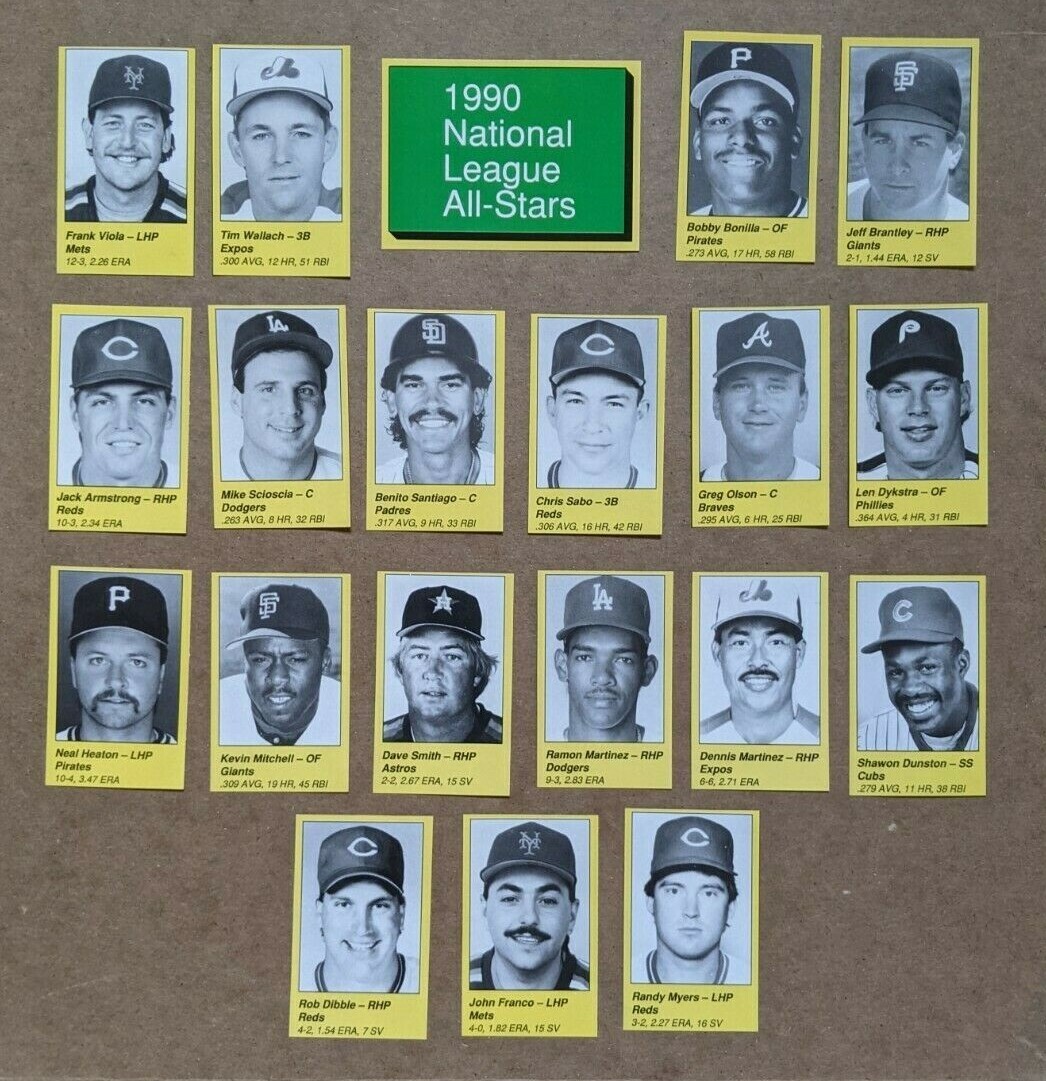 1990
National
League
All-Stars
Frank Viola – LHP
Mets
12-3, 2.26 ERA
Tim Wallach – 3B
Expos
.300 AVG, 12 HR, 51 RBI
Bobby Bonilla – OF
Pirates
.273 AVG, 17 HR, 58 RBI
Jeff Brantley – RHP
Giants
2-1, 1.44 ERA, 12 SV
Jack Armstrong – RHP
Reds
10-3, 2.34 ERA
Mike Scioscia – C
Dodgers
.263 AVG, 8 HR, 32 RBI
Benito Santiago – C
Padres
.317 AVG, 9 HR, 33 RBI
Chris Sabo – 3B
Reds
.306 AVG, 16 HR, 42 RBI
Greg Olson – C
Braves
.295 AVG, 6 HR, 25 RBI
Len Dykstra – OF
Phillies
.364 AVG, 4 HR, 31 RBI
Neal Heaton – LHP
Pirates
10-4, 3.47 ERA
Kevin Mitchell – OF
Giants
.309 AVG, 19 HR, 45 RBI
Dave Smith – RHP
Astros
2-2, 2.67 ERA, 15 SV
Ramon Martinez – RHP
Dodgers
9-3, 2.83 ERA
Dennis Martinez – RHP
Expos
6-6, 2.71 ERA
Shawon Dunston – SS
Cubs
.279 AVG, 11 HR, 38 RBI
Rob Dibble – RHP
Reds
4-2, 1.54 ERA, 7 SV
John Franco – LHP
Mets
4-0, 1.82 ERA, 15 SV
Randy Myers – LHP
Reds
3-2, 2.27 ERA, 16 SV
NY
P
SF
C
LA
SD
C
A
P
P
SF
LA
C
C
NY
C